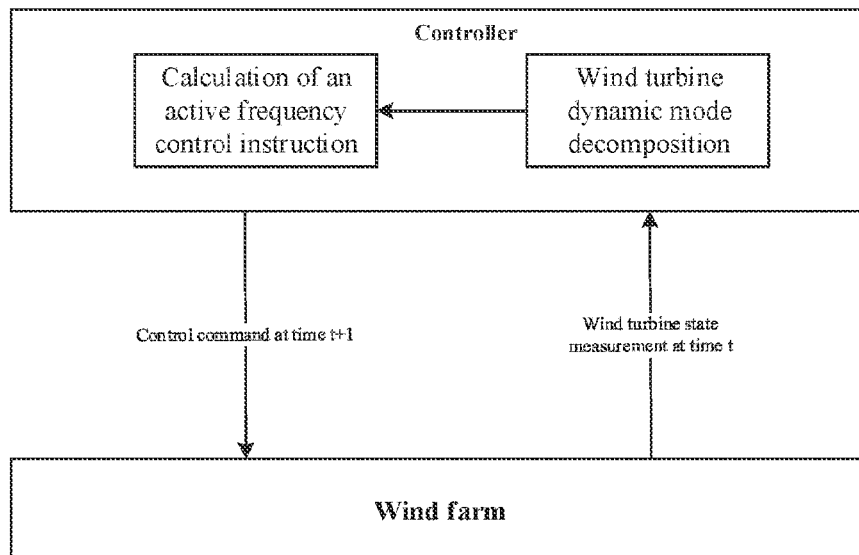 Controller
Calculation of an
active frequency
control instruction
Wind turbine
dynamic mode
decomposition
Control command at time t+1
Wind turbine state
measurement at time t
Wind farm